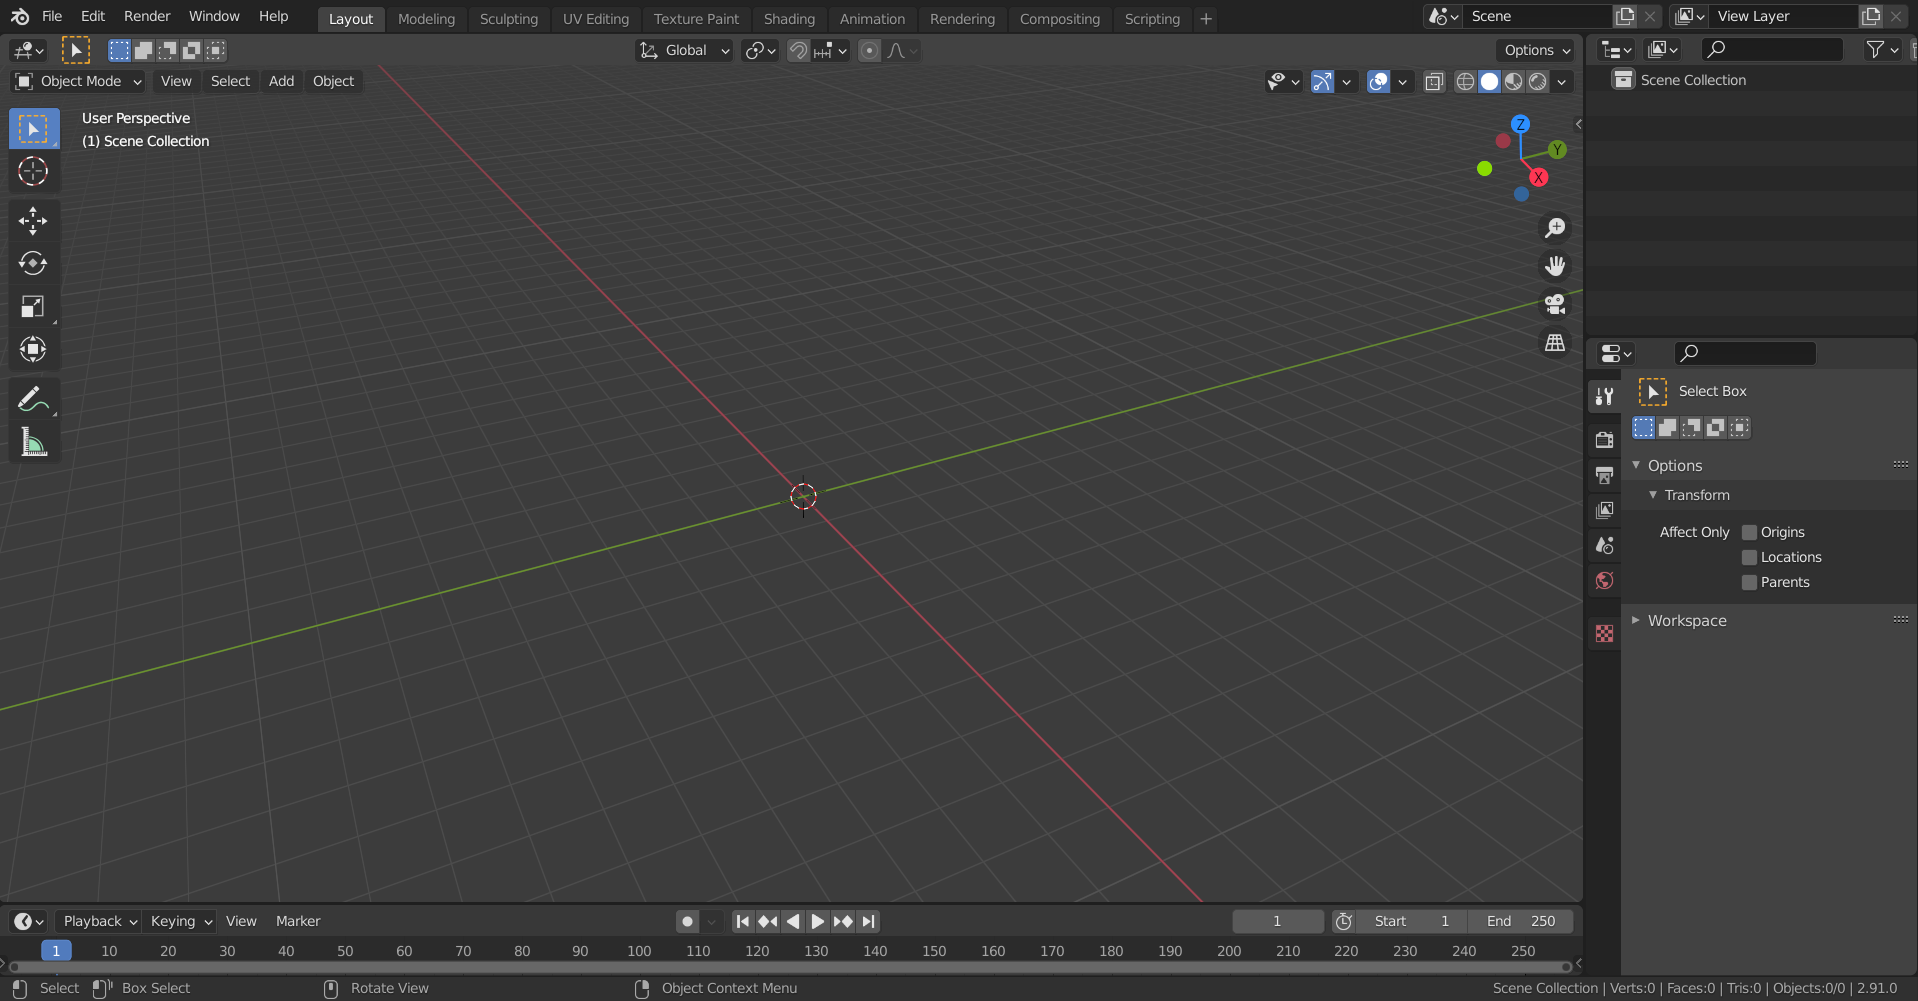 File Edit Render Window Help Layout Modeling Sculpting UV Editing Texture Paint Shading Animation Rendering Compositing Scripting + Scene View Layer
Global Options
Object Mode View Select Add Object
Scene Collection
User Perspective
(1) Scene Collection
Z
Y
X
Select Box
Options
Transform
Affect Only Origins
Locations
Parents
Workspace
Playback Keying View Marker 1 Start 1 End 250
1 10 20 30 40 50 60 70 80 90 100 110 120 130 140 150 160 170 180 190 200 210 220 230 240 250
Select Box Select Rotate View Object Context Menu Scene Collection | Verts:0 | Faces:0 | Tris:0 | Objects:0/0 | 2.91.0